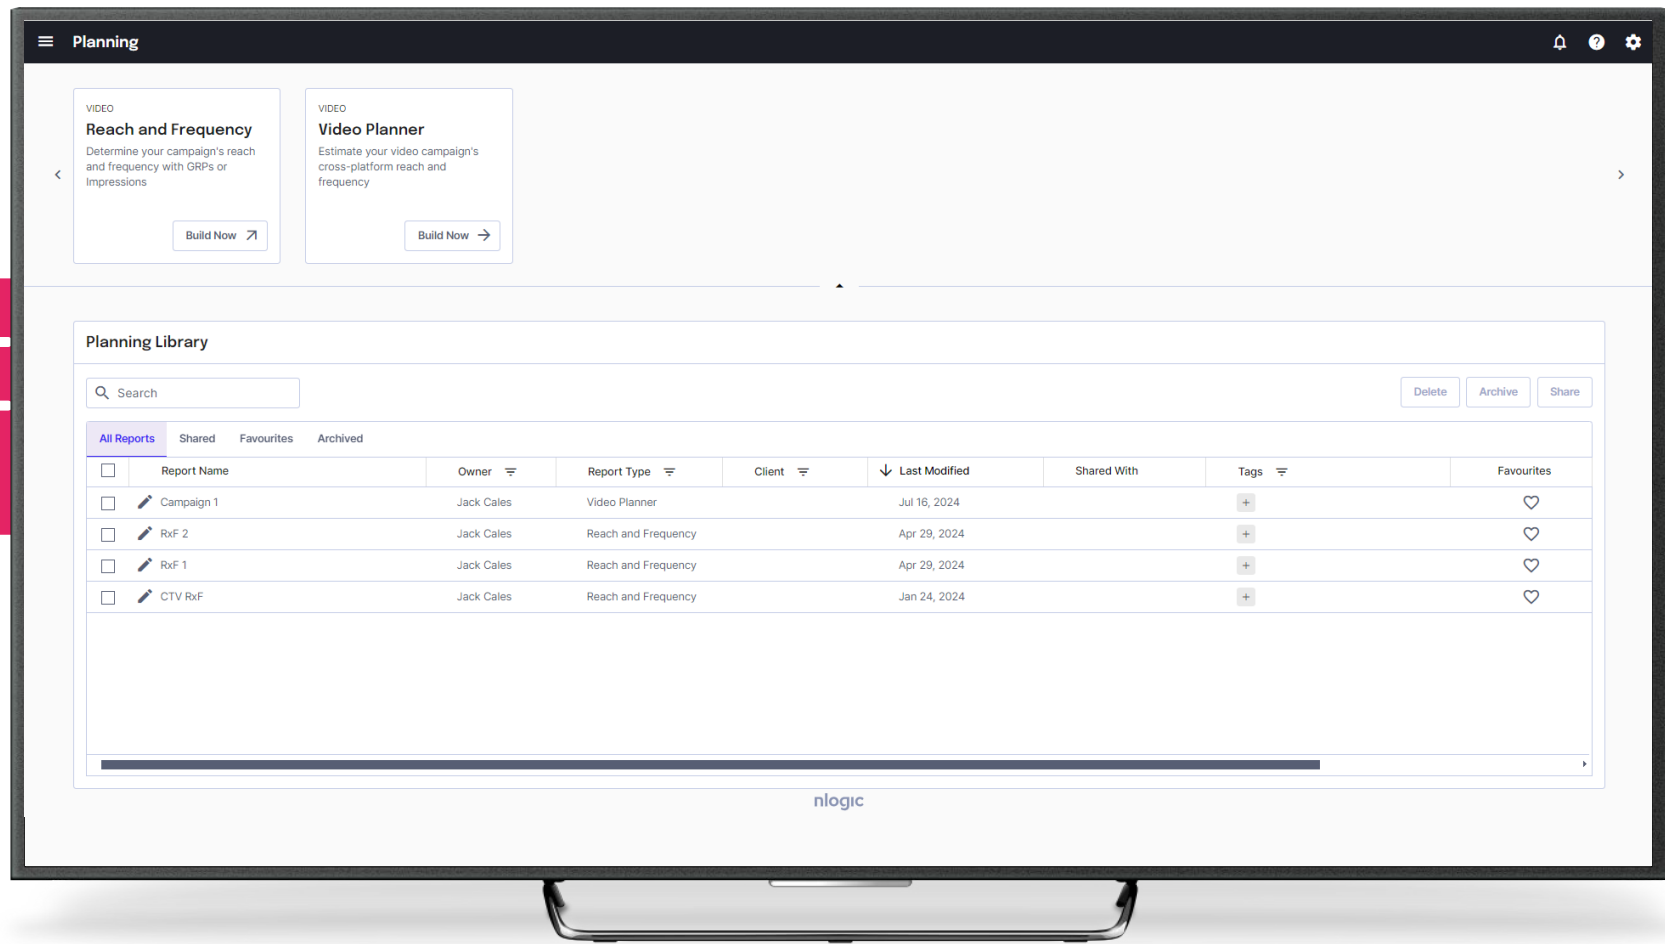 Planning
VIDEO
Reach and Frequency
Determine your campaign's reach
and frequency with GRPs or
Impressions
Build Now
VIDEO
Video Planner
Estimate your video campaign's
cross-platform reach and
frequency
Build Now
Planning Library
Search
Delete Archive Share
All Reports Shared Favourites Archived
Report Name Owner Report Type Client Last Modified Shared With Tags Favourites
Campaign 1 Jack Cales Video Planner Jul 16, 2024 +
RxF 2 Jack Cales Reach and Frequency Apr 29, 2024 +
RxF 1 Jack Cales Reach and Frequency Apr 29, 2024 +
CTV RxF Jack Cales Reach and Frequency Jan 24, 2024 +
nlogic